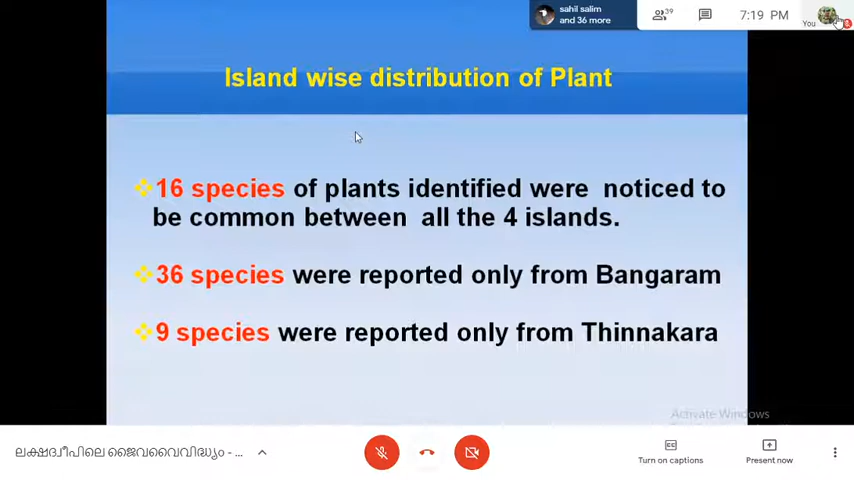 sahil salim
and 36 more
39
7:19 PM
You
Island wise distribution of Plant
16 species of plants identified were noticed to
be common between all the 4 islands.
36 species were reported only from Bangaram
9 species were reported only from Thinnakara
Activate Windows
ലക്ഷദ്വീപിലെ ജൈവവൈവിദ്ധ്യം - ...
CC
Turn on captions
Present now